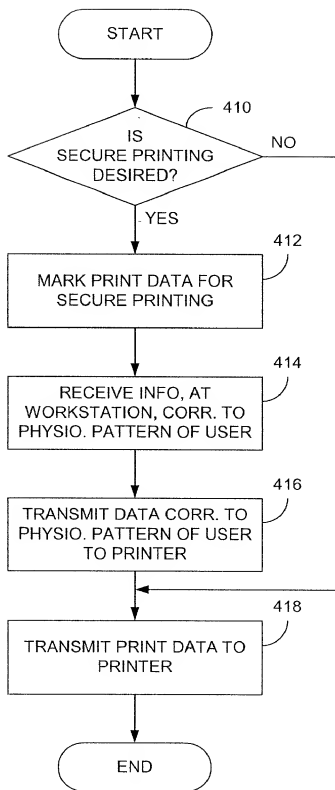 START
410
IS
SECURE PRINTING
DESIRED?
NO
YES
412
MARK PRINT DATA FOR
SECURE PRINTING
414
RECEIVE INFO, AT
WORKSTATION, CORR. TO
PHYSIO. PATTERN OF USER
416
TRANSMIT DATA CORR. TO
PHYSIO. PATTERN OF USER
TO PRINTER
418
TRANSMIT PRINT DATA TO
PRINTER
END